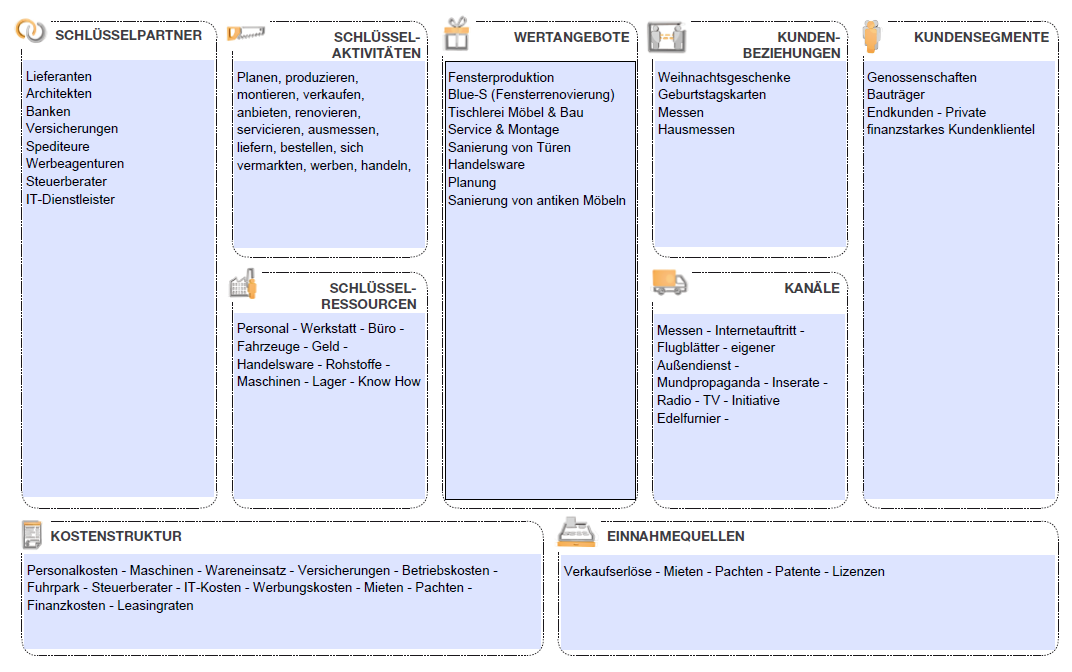 SCHLÜSSELPARTNER
Lieferanten
Architekten
Banken
Versicherungen
Spediteure
Werbeagenturen
Steuerberater
IT-Dienstleister
SCHLÜSSEL-
AKTIVITÄTEN
Planen, produzieren,
montieren, verkaufen,
anbieten, renovieren,
servicieren, ausmessen,
liefern, bestellen, sich
vermarkten, werben, handeln,
SCHLÜSSEL-
RESSOURCEN
Personal - Werkstatt - Büro -
Fahrzeuge - Geld -
Handelsware - Rohstoffe -
Maschinen - Lager - Know How
WERTANGEBOTE
Fensterproduktion
Blue-S (Fensterrenovierung)
Tischlerei Möbel & Bau
Service & Montage
Sanierung von Türen
Handelsware
Planung
Sanierung von antiken Möbeln
KUNDEN-
BEZIEHUNGEN
Weihnachtsgeschenke
Geburtstagskarten
Messen
Hausmessen
KANÄLE
Messen - Internetauftritt -
Flugblätter - eigener
Außendienst -
Mundpropaganda - Inserate -
Radio - TV - Initiative
Edelfurnier -
KUNDENSEGMENTE
Genossenschaften
Bauträger
Endkunden - Private
finanzstarkes Kundenklientel
KOSTENSTRUKTUR
Personalkosten - Maschinen - Wareneinsatz - Versicherungen - Betriebskosten -
Fuhrpark - Steuerberater - IT-Kosten - Werbungskosten - Mieten - Pachten -
Finanzkosten - Leasingraten
EINNAHMEQUELLEN
Verkaufserlöse - Mieten - Pachten - Patente - Lizenzen